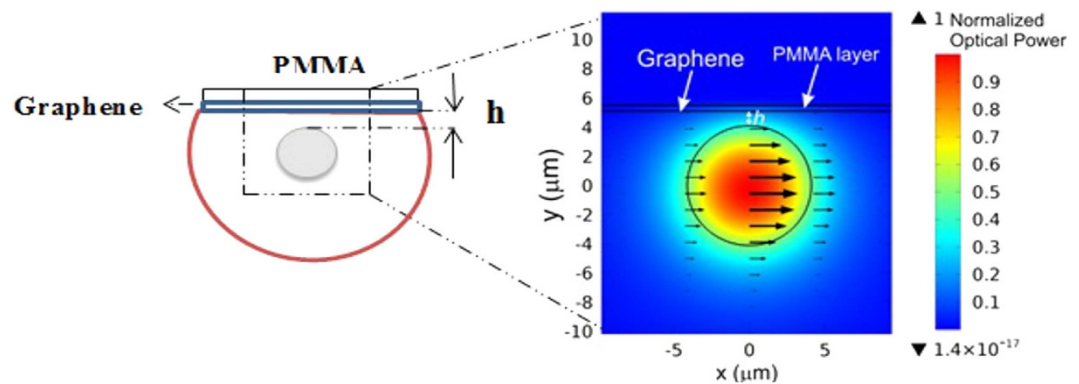 PMMA
Graphene
h
Graphene
PMMA layer
h
10
8
6
4
2
0
-2
-4
-6
-8
-10
y (μm)
-5 0 5
x (μm)
▲ 1 Normalized
Optical Power
0.9
0.8
0.7
0.6
0.5
0.4
0.3
0.2
0.1
▼ 1.4×10⁻¹⁷